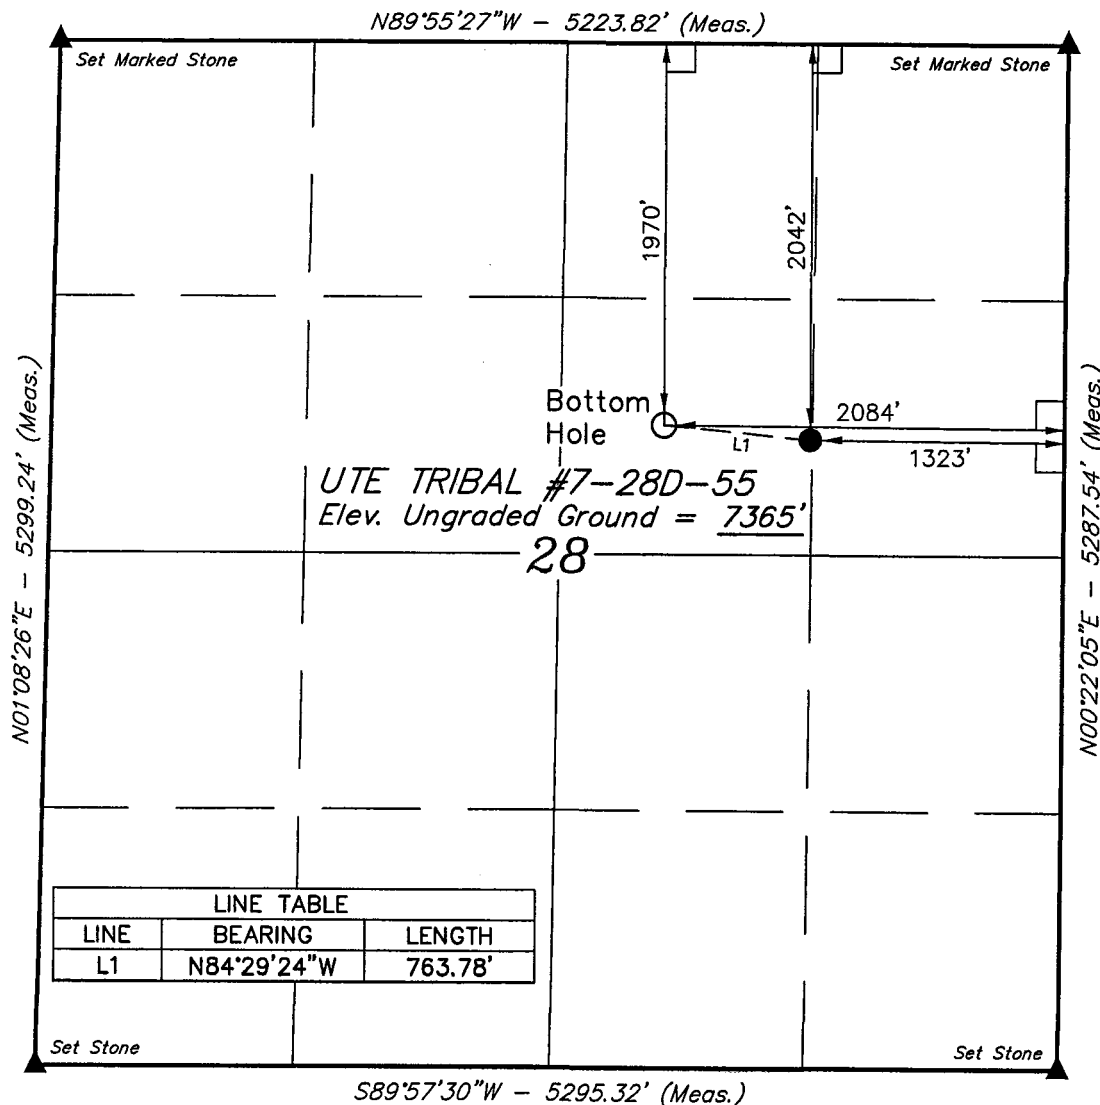 N89°55'27"W - 5223.82' (Meas.)
Set Marked Stone
Set Marked Stone
1970'
2042'
N01°08'26"E - 5299.24' (Meas.)
N00°22'05"E - 5287.54' (Meas.)
Bottom
Hole
2084'
L1
1323'
UTE TRIBAL #7-28D-55
Elev. Ungraded Ground = 7365'
28
LINE TABLE
LINE BEARING LENGTH
L1 N84°29'24"W 763.78'
Set Stone
Set Stone
S89°57'30"W - 5295.32' (Meas.)